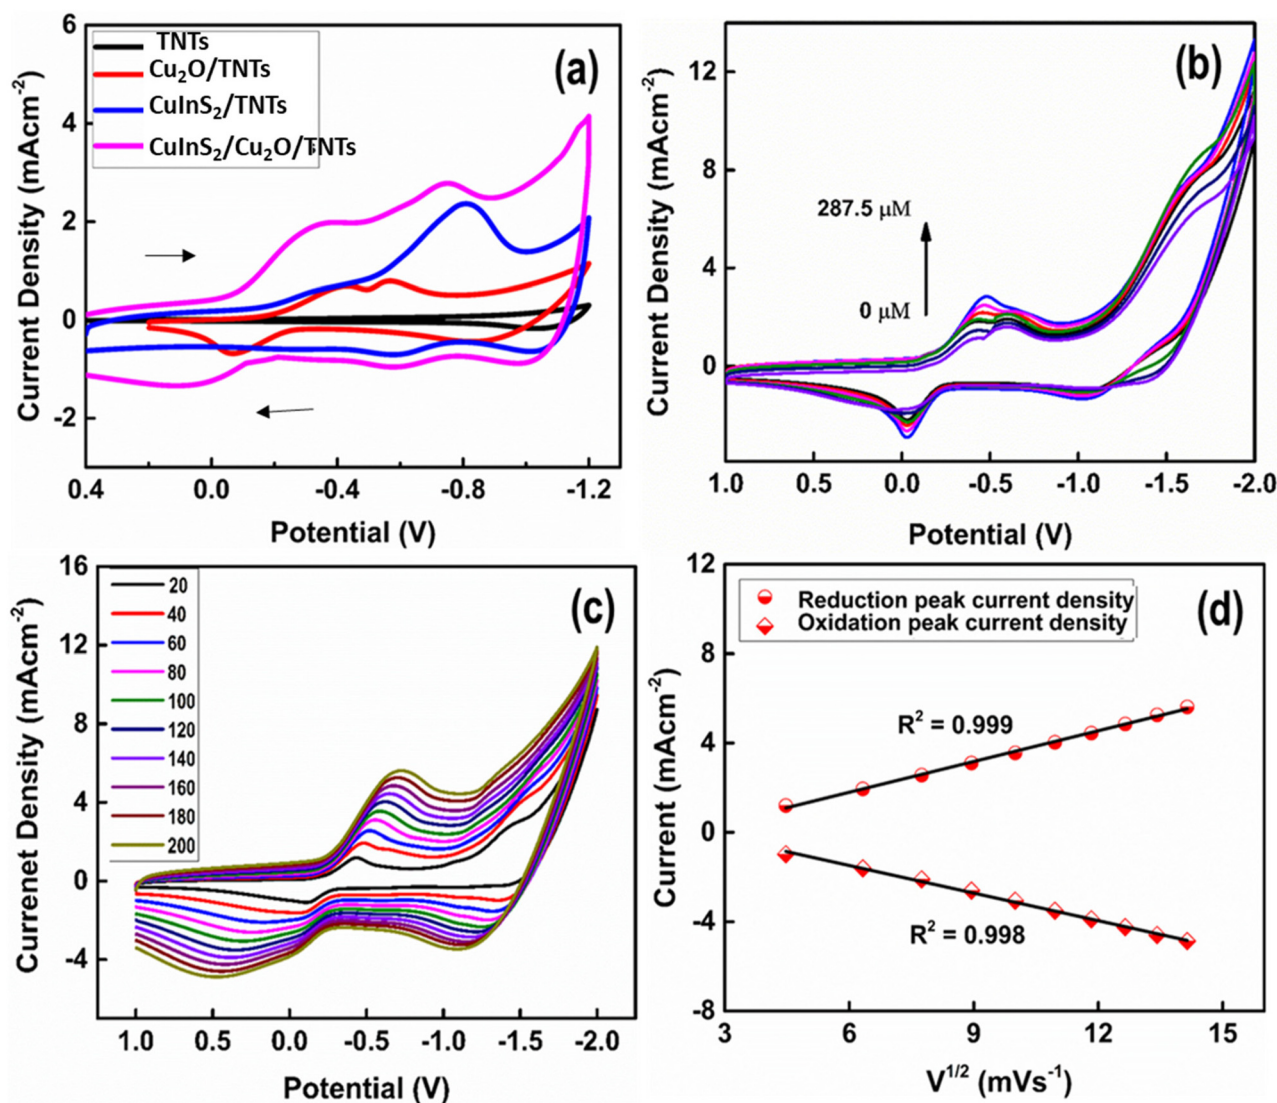 (a)
TNTs
Cu₂O/TNTs
CuInS₂/TNTs
CuInS₂/Cu₂O/TNTs
6
4
2
0
-2
Current Density (mAcm⁻²)
0.4 0.0 -0.4 -0.8 -1.2
Potential (V)
(b)
287.5 μM
0 μM
12
8
4
0
Current Density (mAcm⁻²)
1.0 0.5 0.0 -0.5 -1.0 -1.5 -2.0
Potential (V)
(c)
20
40
60
80
100
120
140
160
180
200
16
12
8
4
0
-4
Currenet Density (mAcm⁻²)
1.0 0.5 0.0 -0.5 -1.0 -1.5 -2.0
Potential (V)
(d)
Reduction peak current density
Oxidation peak current density
R² = 0.999
R² = 0.998
12
8
4
0
-4
-8
Current (mAcm⁻²)
3 6 9 12 15
V¹/² (mVs⁻¹)